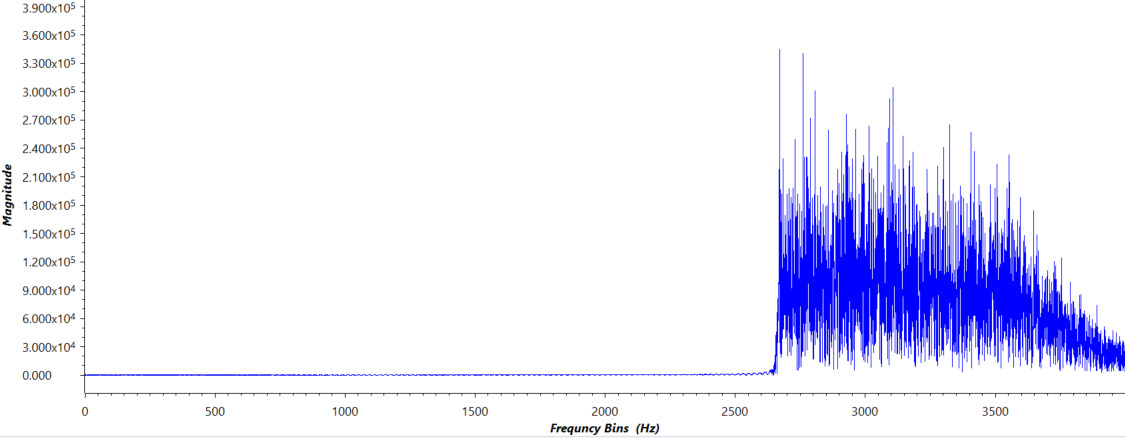 3.900x10⁵
3.600x10⁵
3.300x10⁵
3.000x10⁵
2.700x10⁵
2.400x10⁵
2.100x10⁵
1.800x10⁵
1.500x10⁵
1.200x10⁵
9.000x10⁴
6.000x10⁴
3.000x10⁴
0.000
Magnitude
0 500 1000 1500 2000 2500 3000 3500
Frequncy Bins (Hz)